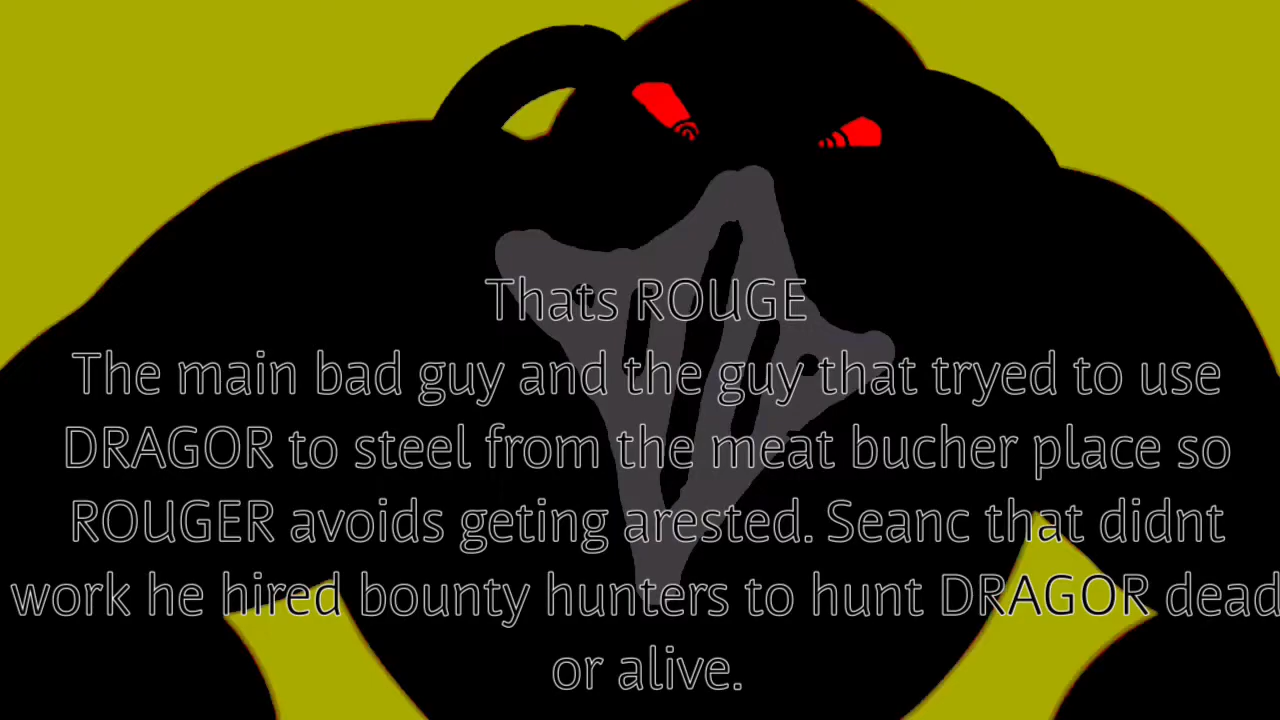 Thats ROUGE
The main bad guy and the guy that tryed to use
DRAGOR to steel from the meat bucher place so
ROUGER avoids geting arested. Seanc that didnt
work he hired bounty hunters to hunt DRAGOR dead
or alive.